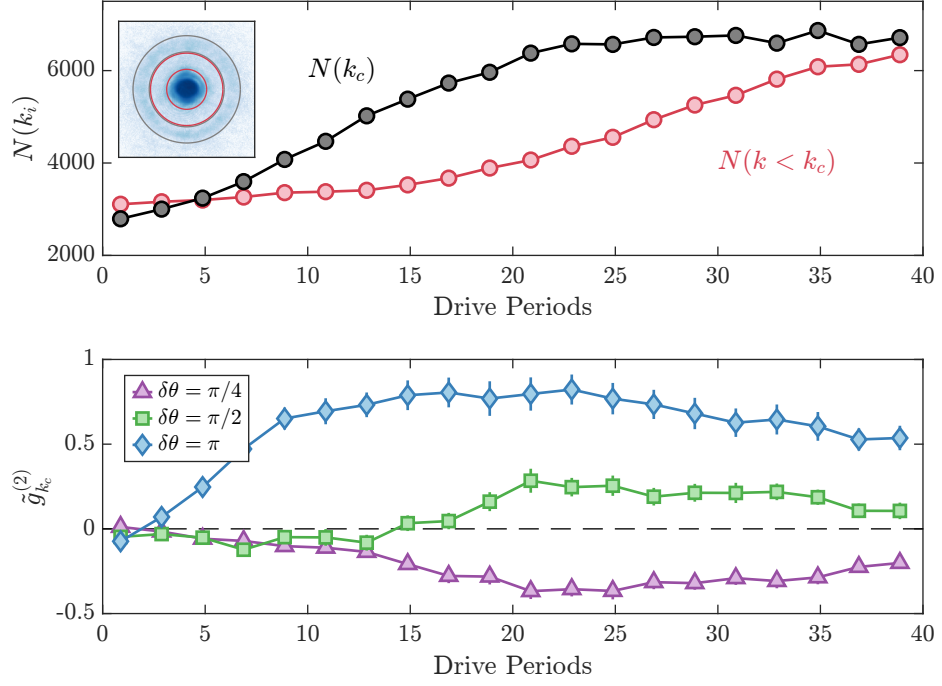 6000
4000
2000
N(k_i)
N(k_c)
N(k < k_c)
0 5 10 15 20 25 30 35 40
Drive Periods
1
0.5
0
-0.5
g̃^{(2)}_{k_c}
δθ = π/4
δθ = π/2
δθ = π
0 5 10 15 20 25 30 35 40
Drive Periods